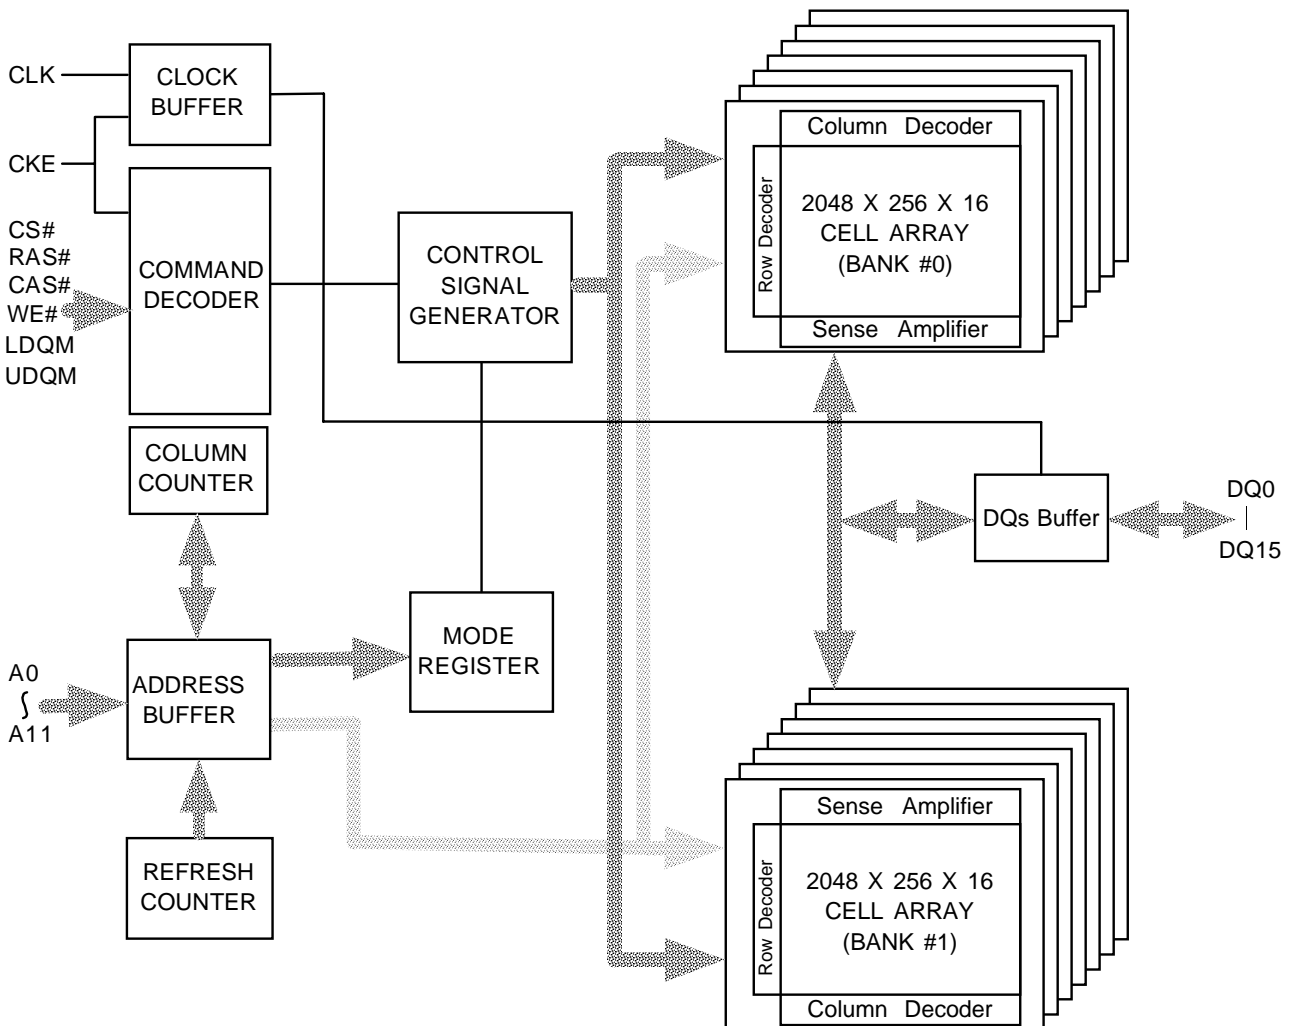 CLK
CLOCK
BUFFER
CKE
CS#
RAS#
CAS#
WE#
LDQM
UDQM
COMMAND
DECODER
CONTROL
SIGNAL
GENERATOR
Column Decoder
Row Decoder
2048 X 256 X 16
CELL ARRAY
(BANK #0)
Sense Amplifier
COLUMN
COUNTER
DQs Buffer
DQ0
DQ15
MODE
REGISTER
A0
A11
ADDRESS
BUFFER
REFRESH
COUNTER
Sense Amplifier
Row Decoder
2048 X 256 X 16
CELL ARRAY
(BANK #1)
Column Decoder